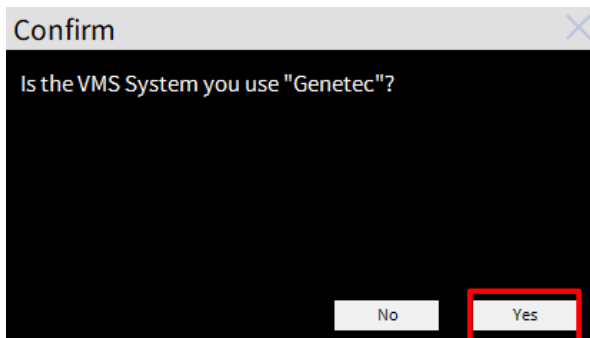 Confirm
Is the VMS System you use "Genetec"?
No
Yes